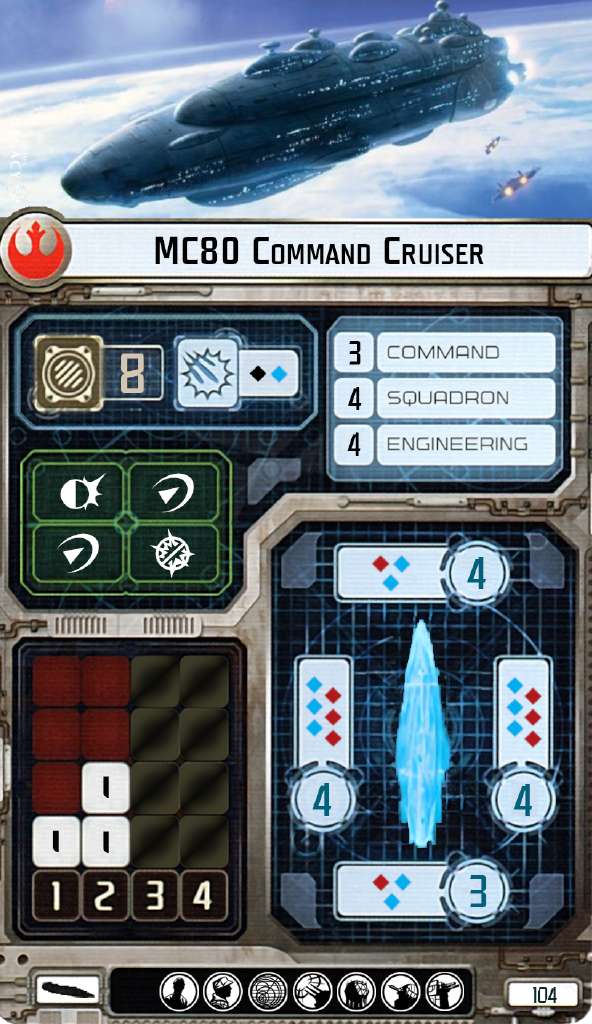 MC80 Command Cruiser
8
3 COMMAND
4 SQUADRON
4 ENGINEERING
4
4 4
3
I
I I
1 2 3 4
104